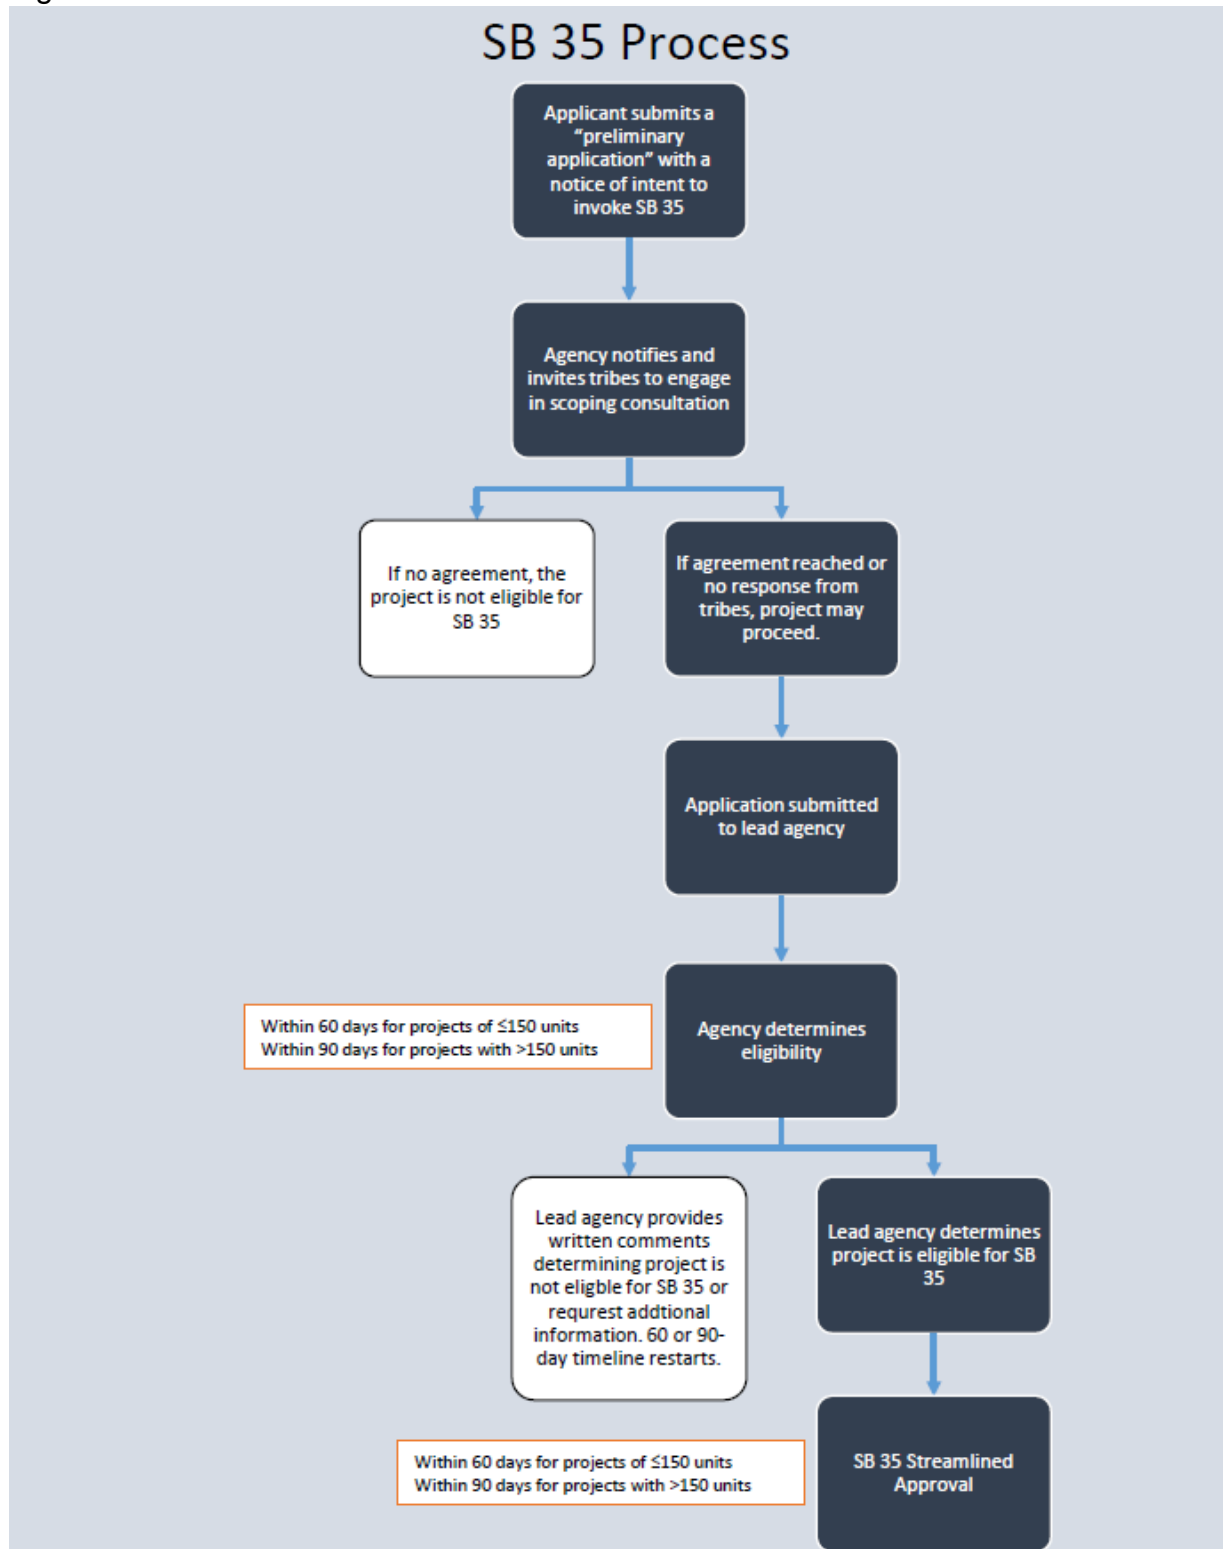 SB 35 Process
Applicant submits a
“preliminary
application” with a
notice of intent to
invoke SB 35
Agency notifies and
invites tribes to engage
in scoping consultation
If no agreement, the
project is not eligible for
SB 35
If agreement reached or
no response from
tribes, project may
proceed.
Application submitted
to lead agency
Within 60 days for projects of ≤150 units
Within 90 days for projects with >150 units
Agency determines
eligibility
Lead agency provides
written comments
determining project is
not eligble for SB 35 or
requrest addtional
information. 60 or 90-
day timeline restarts.
Lead agency determines
project is eligible for SB
35
Within 60 days for projects of ≤150 units
Within 90 days for projects with >150 units
SB 35 Streamlined
Approval